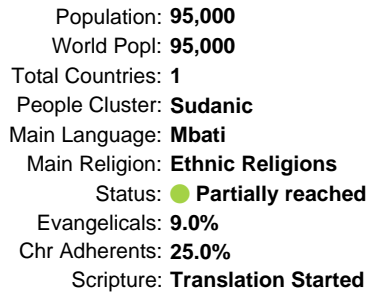 Population: 95,000
World Popl: 95,000
Total Countries: 1
People Cluster: Sudanic
Main Language: Mbati
Main Religion: Ethnic Religions
Status: Partially reached
Evangelicals: 9.0%
Chr Adherents: 25.0%
Scripture: Translation Started